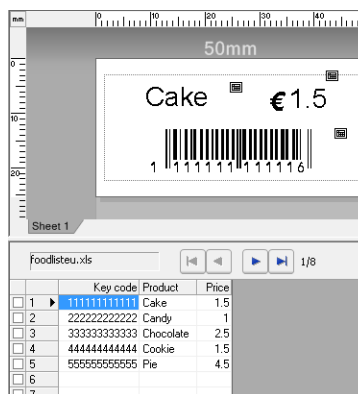 mm 0 10 20 30 40
50mm
0
10
20
Cake €1.5
1 111111 111116
Sheet 1
foodlisteu.xls 1/8
Key code Product Price
1 111111111111 Cake 1.5
2 222222222222 Candy 1
3 333333333333 Chocolate 2.5
4 444444444444 Cookie 1.5
5 555555555555 Pie 4.5
6
7